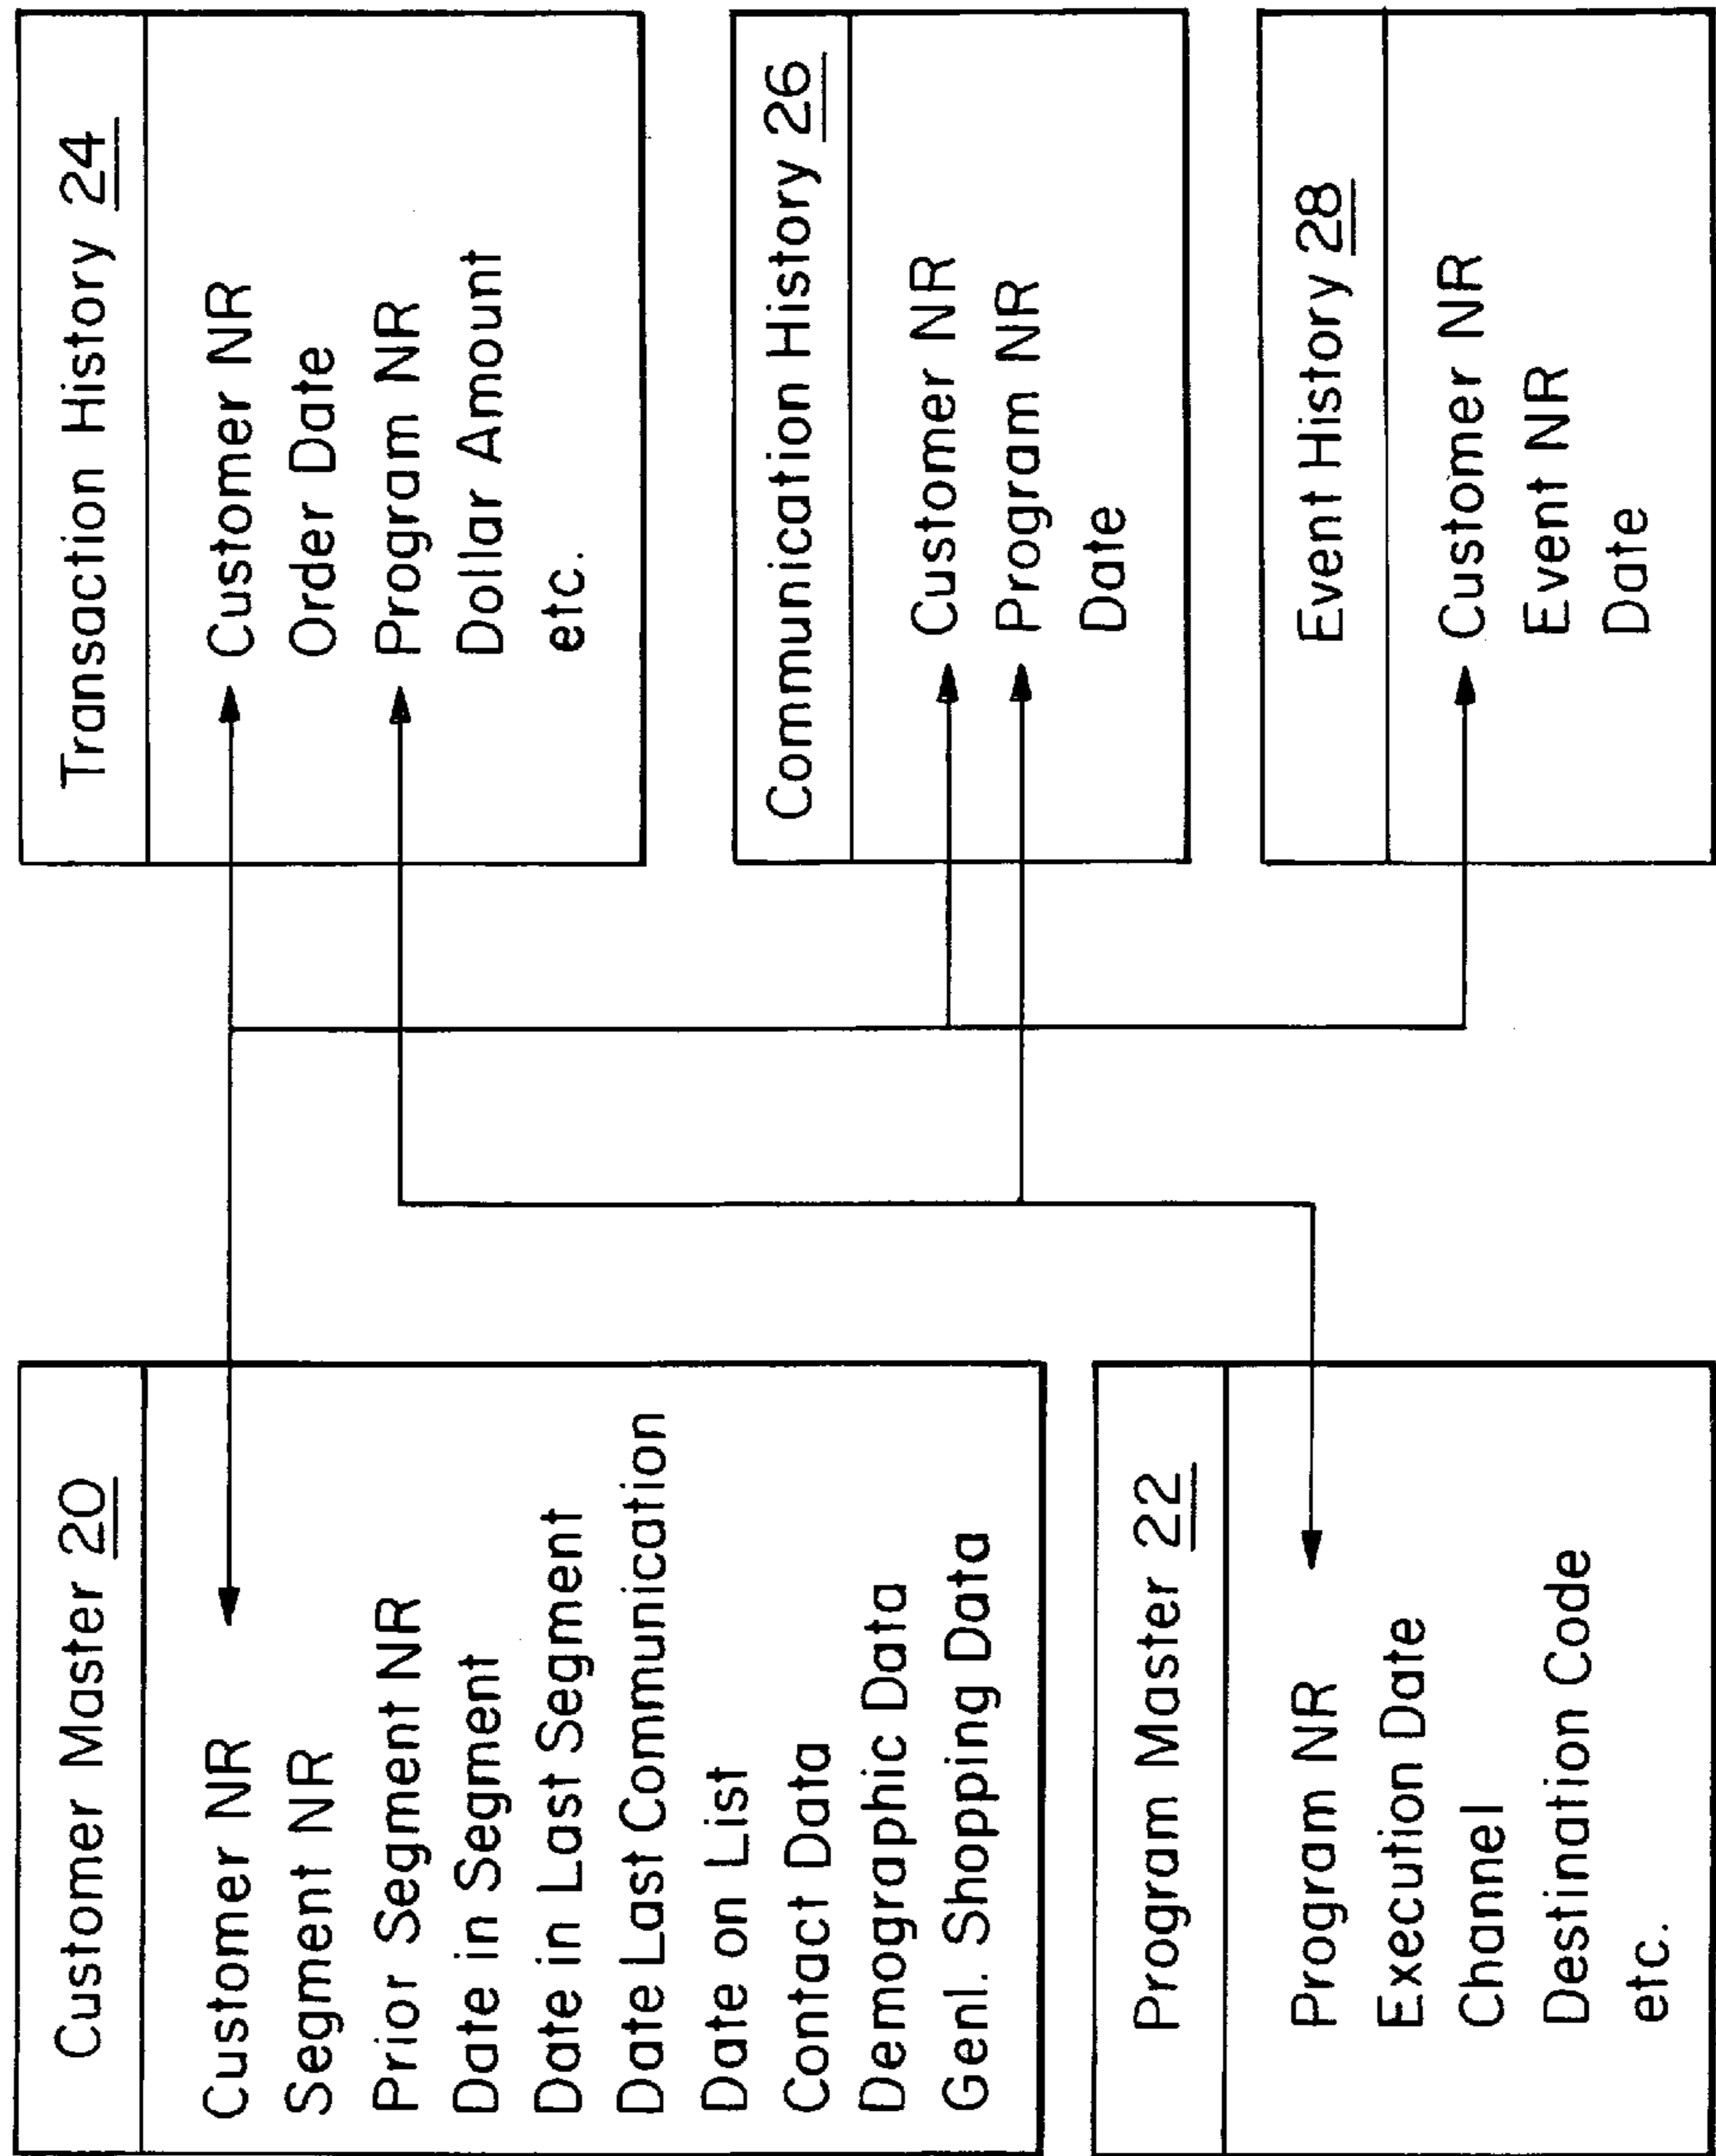 Customer Master 20
Customer NR
Segment NR
Prior Segment NR
Date in Segment
Date in Last Segment
Date Last Communication
Date on List
Contact Data
Demographic Data
Genl. Shopping Data
Program Master 22
Program NR
Execution Date
Channel
Destination Code
etc.
Transaction History 24
Customer NR
Order Date
Program NR
Dollar Amount
etc.
Communication History 26
Customer NR
Program NR
Date
Event History 28
Customer NR
Event NR
Date